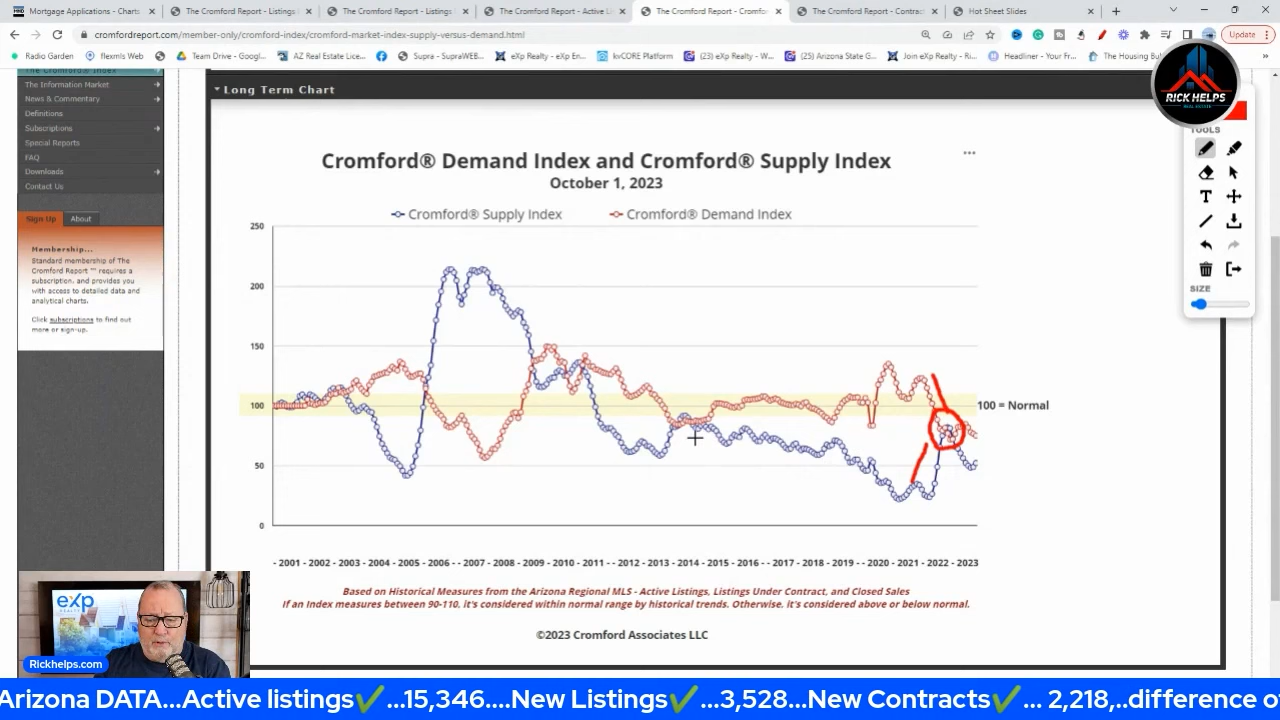 Mortgage Applications - Charts
The Cromford Report - Listings
The Cromford Report - Listings
The Cromford Report - Active Li
The Cromford Report - Cromfor
The Cromford Report - Contrac
Hot Sheet Slides
cromfordreport.com/member-only/cromford-index/cromford-market-index-supply-versus-demand.html
Update
Radio Garden
flexmls Web
Team Drive - Googl...
AZ Real Estate Lice...
Supra - SupraWEB...
eXp Realty - eXp En...
kvCORE Platform
(23) eXp Realty - W...
(25) Arizona State G...
Join eXp Realty - Ri...
Headliner - Your Fr...
The Housing Bu
RICK HELPS
REAL ESTATE
The Cromford® Index
The Information Market
News & Commentary
Definitions
Subscriptions
Special Reports
FAQ
Downloads
Contact Us
Sign Up
About
Membership...
Standard membership of The
Cromford Report ™ requires a
subscription, and provides you
with access to detailed data and
analytical charts.
Click subscriptions to find out
more or sign-up.
Long Term Chart
Cromford® Demand Index and Cromford® Supply Index
October 1, 2023
Cromford® Supply Index
Cromford® Demand Index
250
200
150
100
50
0
100 = Normal
- 2001 - 2002 - 2003 - 2004 - 2005 - 2006 - - 2007 - 2008 - 2009 - 2010 - 2011 - - 2012 - 2013 - 2014 - 2015 - 2016 - - 2017 - 2018 - 2019 - - 2020 - 2021 - 2022 - 2023
Based on Historical Measures from the Arizona Regional MLS - Active Listings, Listings Under Contract, and Closed Sales
If an Index measures between 90-110, it's considered within normal range by historical trends. Otherwise, it's considered above or below normal.
©2023 Cromford Associates LLC
TOOLS
T
SIZE
exp
REALTY
Rickhelps.com
Arizona DATA...Active listings✔...15,346....New Listings✔ ...3,528...New Contracts✔ ... 2,218,..difference o